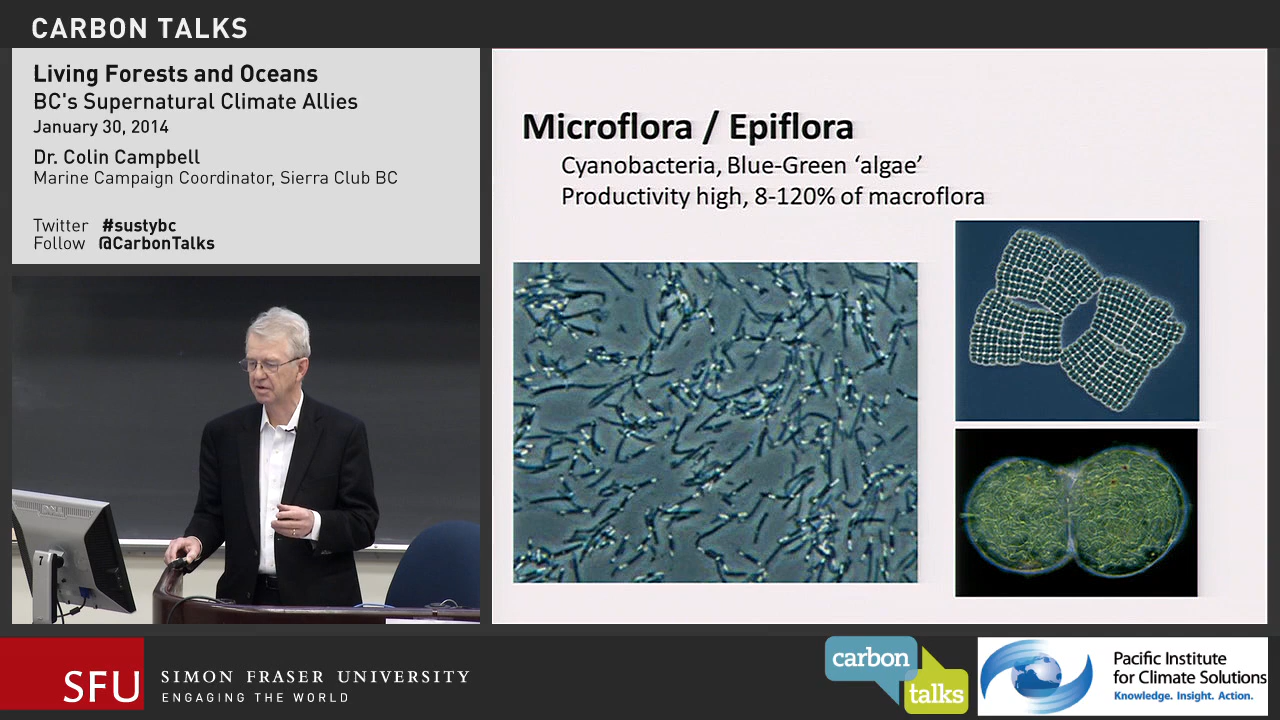 CARBON TALKS
Living Forests and Oceans
BC's Supernatural Climate Allies
January 30, 2014
Dr. Colin Campbell
Marine Campaign Coordinator, Sierra Club BC
Twitter #sustybc
Follow @CarbonTalks
Microflora / Epiflora
Cyanobacteria, Blue-Green ‘algae’
Productivity high, 8-120% of macroflora
DELL
7
SFU
SIMON FRASER UNIVERSITY
ENGAGING THE WORLD
carbon
talks
Pacific Institute
for Climate Solutions
Knowledge. Insight. Action.